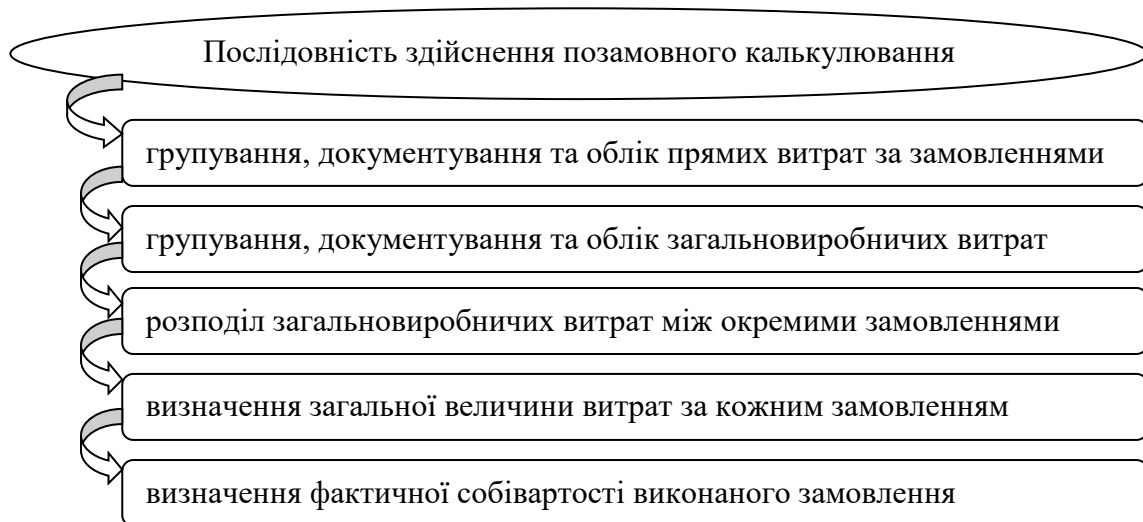 Послідовність здійснення позамовного калькулювання
групування, документування та облік прямих витрат за замовленнями
групування, документування та облік загальновиробничих витрат
розподіл загальновиробничих витрат між окремими замовленнями
визначення загальної величини витрат за кожним замовленням
визначення фактичної собівартості виконаного замовлення